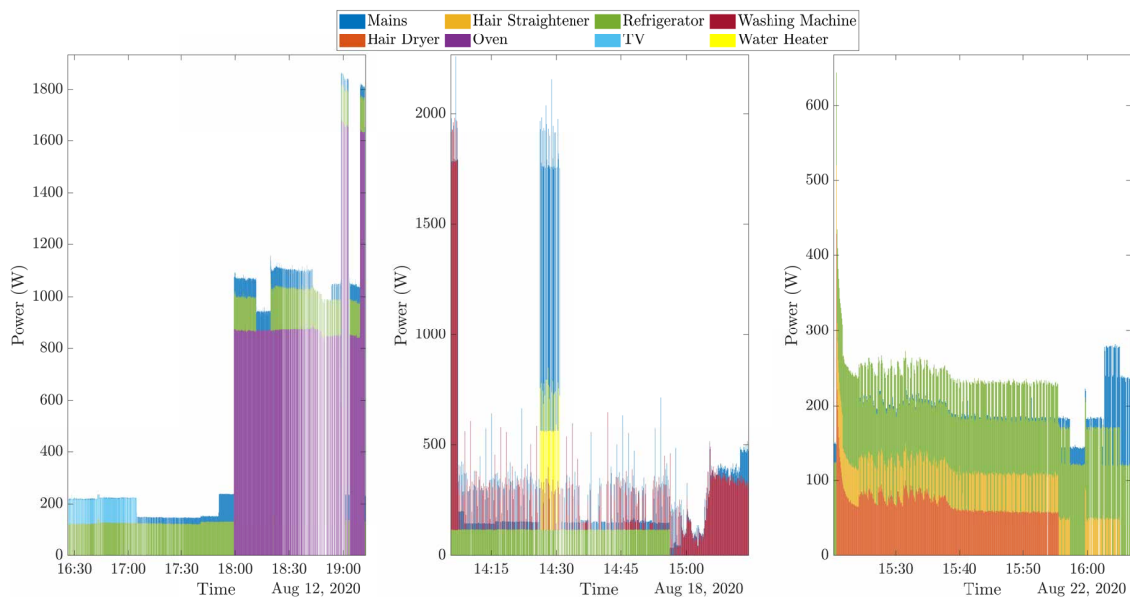 Mains Hair Straightener Refrigerator Washing Machine
Hair Dryer Oven TV Water Heater
Power (W)
1800
1600
1400
1200
1000
800
600
400
200
0
16:30 17:00 17:30 18:00 18:30 19:00
Time Aug 12, 2020
Power (W)
2000
1500
1000
500
0
14:15 14:30 14:45 15:00
Time Aug 18, 2020
Power (W)
600
500
400
300
200
100
0
15:30 15:40 15:50 16:00
Time Aug 22, 2020